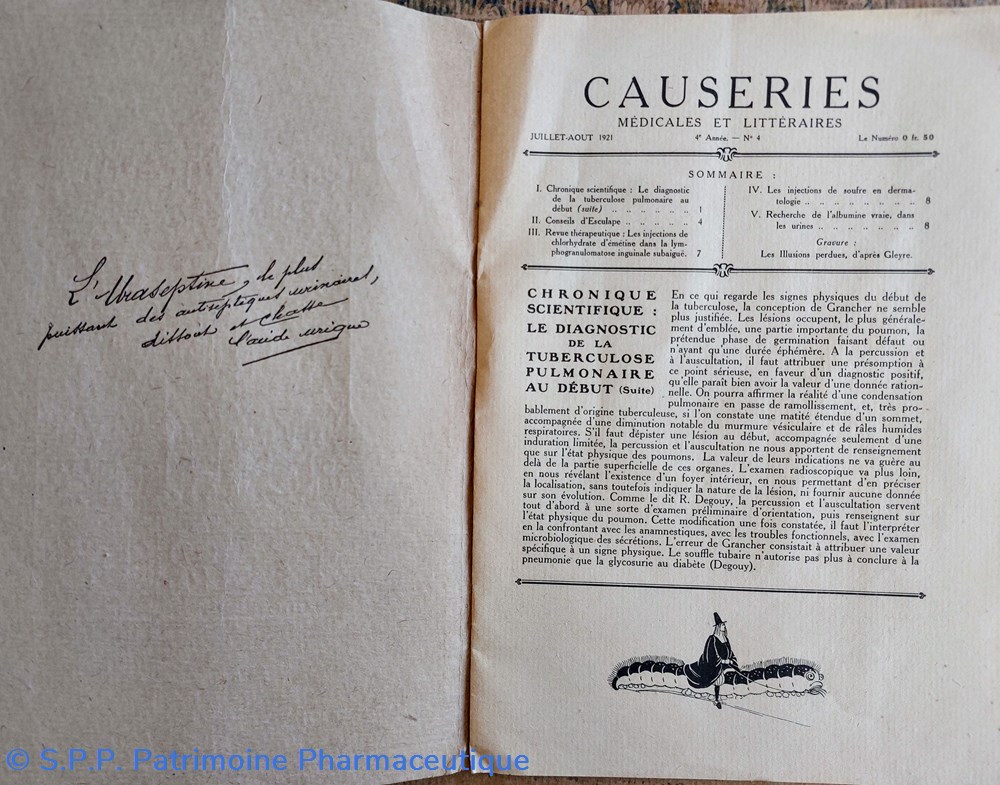 L'Uraseptine, le plus
puissant des antiseptiques urinaires,
dissout et chasse
l'acide urique
CAUSERIES
MÉDICALES ET LITTÉRAIRES
JUILLET-AOUT 1921 4e Année. — No 4 Le Numéro 0 fr. 50
SOMMAIRE :
I. Chronique scientifique : Le diagnostic
de la tuberculose pulmonaire au
début (suite) .. .. .. .. .. .. 1
II. Conseils d'Esculape .. .. .. .. 4
III. Revue thérapeutique : Les injections de
chlorhydrate d'émétine dans la lym-
phogranulomatose inguinale subaiguë. 7
IV. Les injections de soufre en derma-
tologie .. .. .. .. .. .. .. .. 8
V. Recherche de l'albumine vraie, dans
les urines .. .. .. .. .. .. .. 8
Gravure :
Les Illusions perdues, d'après Gleyre.
CHRONIQUE
SCIENTIFIQUE :
LE DIAGNOSTIC
DE LA
TUBERCULOSE
PULMONAIRE
AU DÉBUT (Suite)
En ce qui regarde les signes physiques du début de
la tuberculose, la conception de Grancher ne semble
plus justifiée. Les lésions occupent, le plus générale-
ment d'emblée, une partie importante du poumon, la
prétendue phase de germination faisant défaut ou
n'ayant qu'une durée éphémère. A la percussion et
à l'auscultation, il faut attribuer une présomption à
ce point sérieuse, en faveur d'un diagnostic positif,
qu'elle paraît bien avoir la valeur d'une donnée ration-
nelle. On pourra affirmer la réalité d'une condensation
pulmonaire en passe de ramollissement, et, très pro-
bablement d'origine tuberculeuse, si l'on constate une matité étendue d'un sommet,
accompagnée d'une diminution notable du murmure vésiculaire et de râles humides
respiratoires. S'il faut dépister une lésion au début, accompagnée seulement d'une
induration limitée, la percussion et l'auscultation ne nous apportent de renseignement
que sur l'état physique des poumons. La valeur de leurs indications ne va guère au
delà de la partie superficielle de ces organes. L'examen radioscopique va plus loin,
en nous révélant l'existence d'un foyer intérieur, en nous permettant d'en préciser
la localisation, sans toutefois indiquer la nature de la lésion, ni fournir aucune donnée
sur son évolution. Comme le dit R. Degouy, la percussion et l'auscultation servent
tout d'abord à une sorte d'examen préliminaire d'orientation, puis renseignent sur
l'état physique du poumon. Cette modification une fois constatée, il faut l'interpréter
en la confrontant avec les anamnestiques, avec les troubles fonctionnels, avec l'examen
microbiologique des sécrétions. L'erreur de Grancher consistait à attribuer une valeur
spécifique à un signe physique. Le souffle tubaire n'autorise pas plus à conclure à la
pneumonie que la glycosurie au diabète (Degouy).
© S.P.P. Patrimoine Pharmaceutique